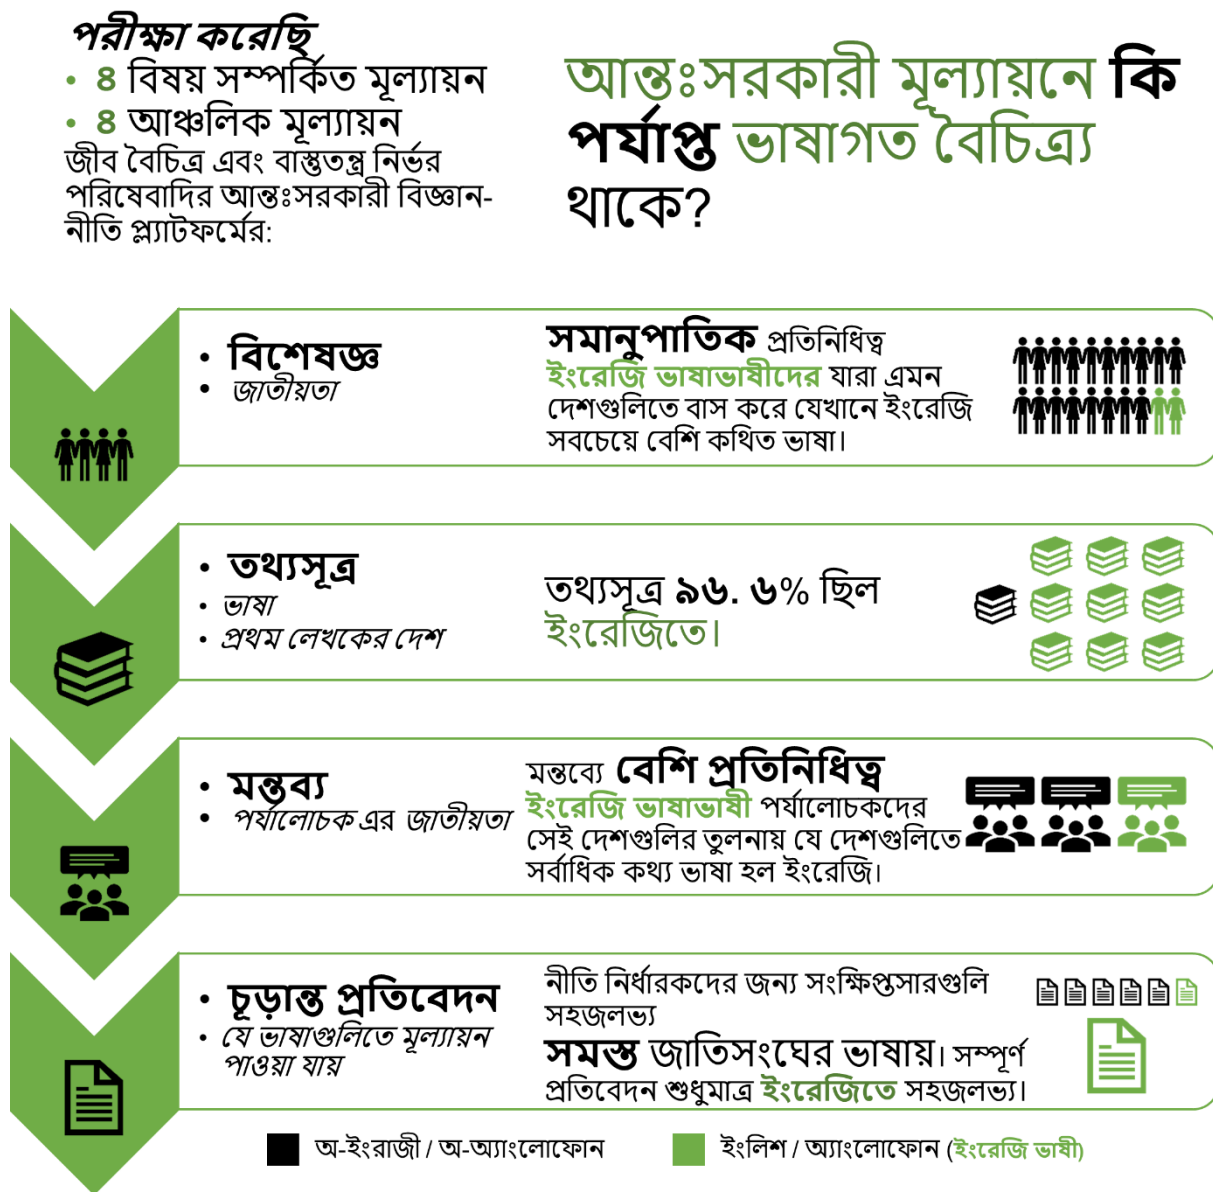 পরীক্ষা করেছি
• ৪ বিষয় সম্পর্কিত মূল্যায়ন
• ৪ আঞ্চলিক মূল্যায়ন
জীব বৈচিত্র এবং বাস্তুতন্ত্র নির্ভর
পরিষেবাদির আন্তঃসরকারী বিজ্ঞান-
নীতি প্ল্যাটফর্মের:
আন্তঃসরকারী মূল্যায়নে কি
পর্যাপ্ত ভাষাগত বৈচিত্র্য
থাকে?
• বিশেষজ্ঞ
• জাতীয়তা
সমানুপাতিক প্রতিনিধিত্ব
ইংরেজি ভাষাভাষীদের যারা এমন
দেশগুলিতে বাস করে যেখানে ইংরেজি
সবচেয়ে বেশি কথিত ভাষা।
• তথ্যসূত্র
• ভাষা
• প্রথম লেখকের দেশ
তথ্যসূত্র ৯৬. ৬% ছিল
ইংরেজিতে।
• মন্তব্য
• পর্যালোচক এর জাতীয়তা
মন্তব্যে বেশি প্রতিনিধিত্ব
ইংরেজি ভাষাভাষী পর্যালোচকদের
সেই দেশগুলির তুলনায় যে দেশগুলিতে
সর্বাধিক কথ্য ভাষা হল ইংরেজি।
• চূড়ান্ত প্রতিবেদন
• যে ভাষাগুলিতে মূল্যায়ন
পাওয়া যায়
নীতি নির্ধারকদের জন্য সংক্ষিপ্তসারগুলি
সহজলভ্য
সমস্ত জাতিসংঘের ভাষায়। সম্পূর্ণ
প্রতিবেদন শুধুমাত্র ইংরেজিতে সহজলভ্য।
অ-ইংরাজী / অ-অ্যাংলোফোন
ইংলিশ / অ্যাংলোফোন (ইংরেজি ভাষী)